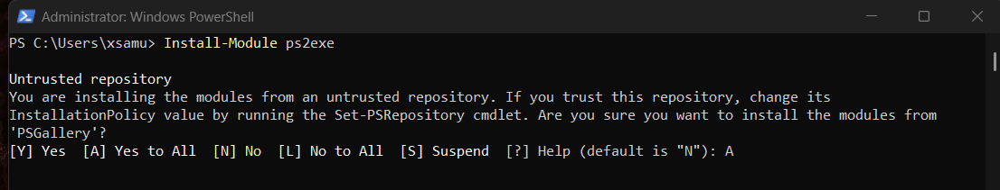 Administrator: Windows PowerShell
PS C:\Users\xsamu> Install-Module ps2exe
Untrusted repository
You are installing the modules from an untrusted repository. If you trust this repository, change its
InstallationPolicy value by running the Set-PSRepository cmdlet. Are you sure you want to install the modules from
'PSGallery'?
[Y] Yes  [A] Yes to All  [N] No  [L] No to All  [S] Suspend  [?] Help (default is "N"): A